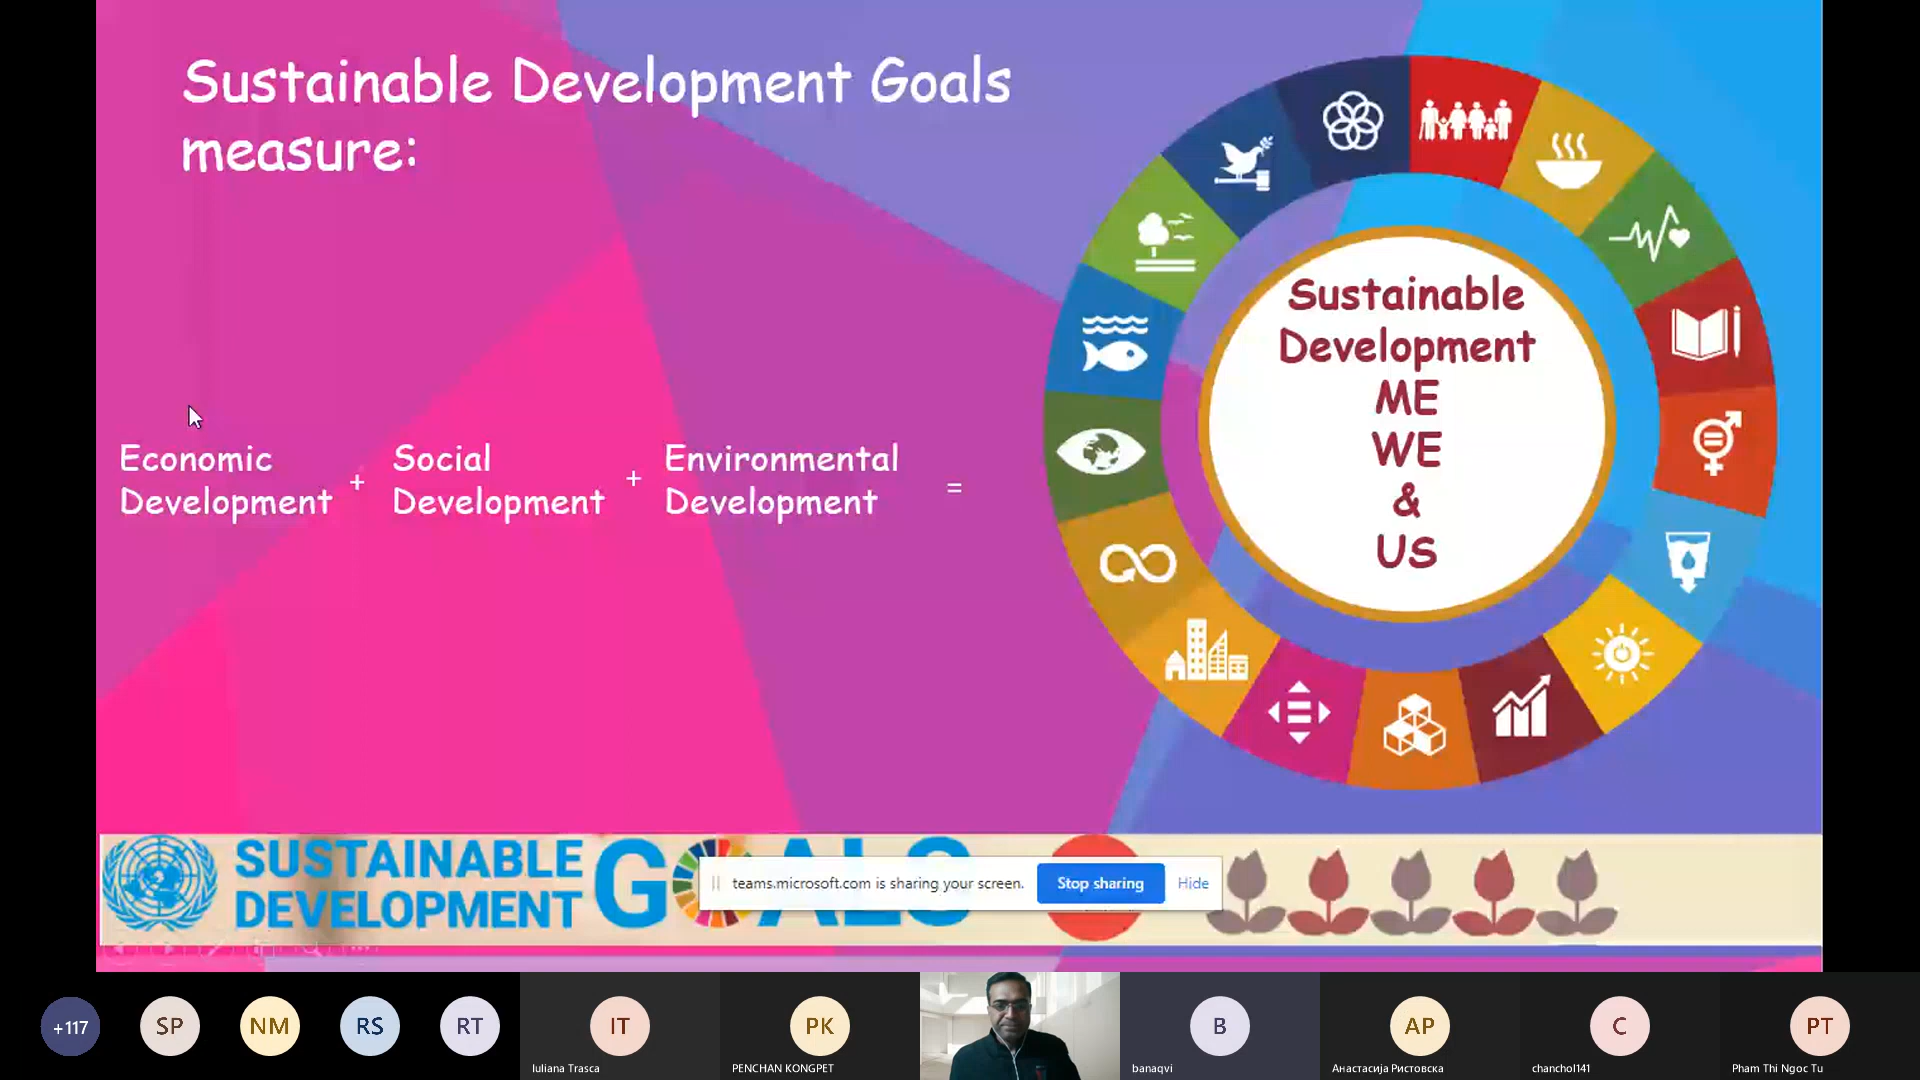 Sustainable Development Goals
measure:
Economic
Development
+
Social
Development
+
Environmental
Development
=
Sustainable
Development
ME
WE
&
US
SUSTAINABLE
DEVELOPMENT
GOALS
teams.microsoft.com is sharing your screen.
Stop sharing
Hide
+117
SP
NM
RS
RT
IT
Iuliana Trasca
PK
PENCHAN KONGPET
B
banaqvi
AP
Анастасија Ристовска
C
chanchol141
PT
Pham Thi Ngoc Tu